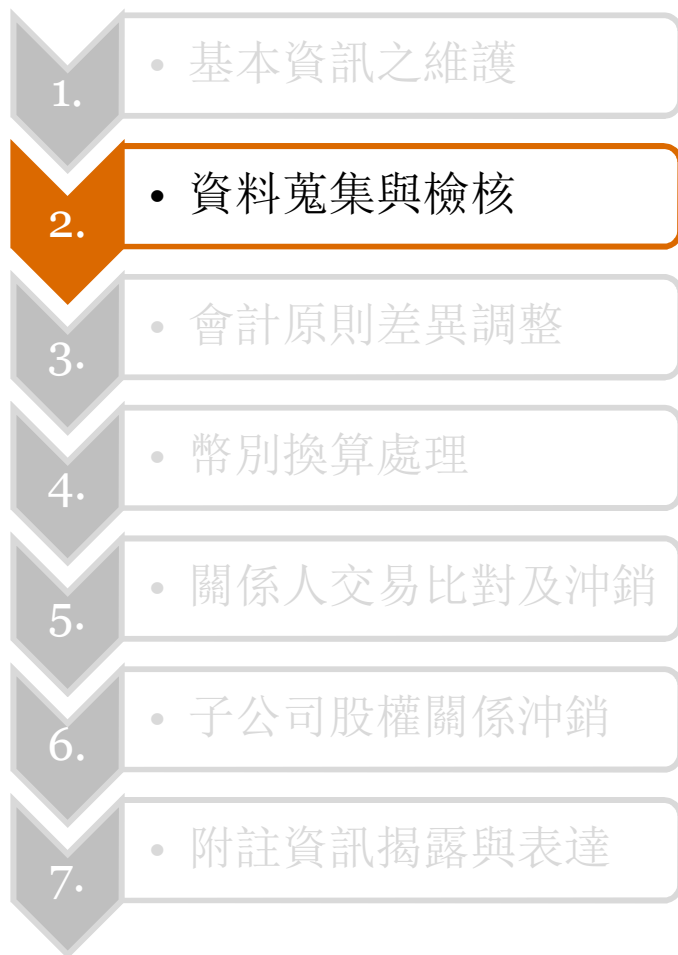 1. • 基本資訊之維護
2. • 資料蒐集與檢核
3. • 會計原則差異調整
4. • 幣別換算處理
5. • 關係人交易比對及沖銷
6. • 子公司股權關係沖銷
7. • 附註資訊揭露與表達